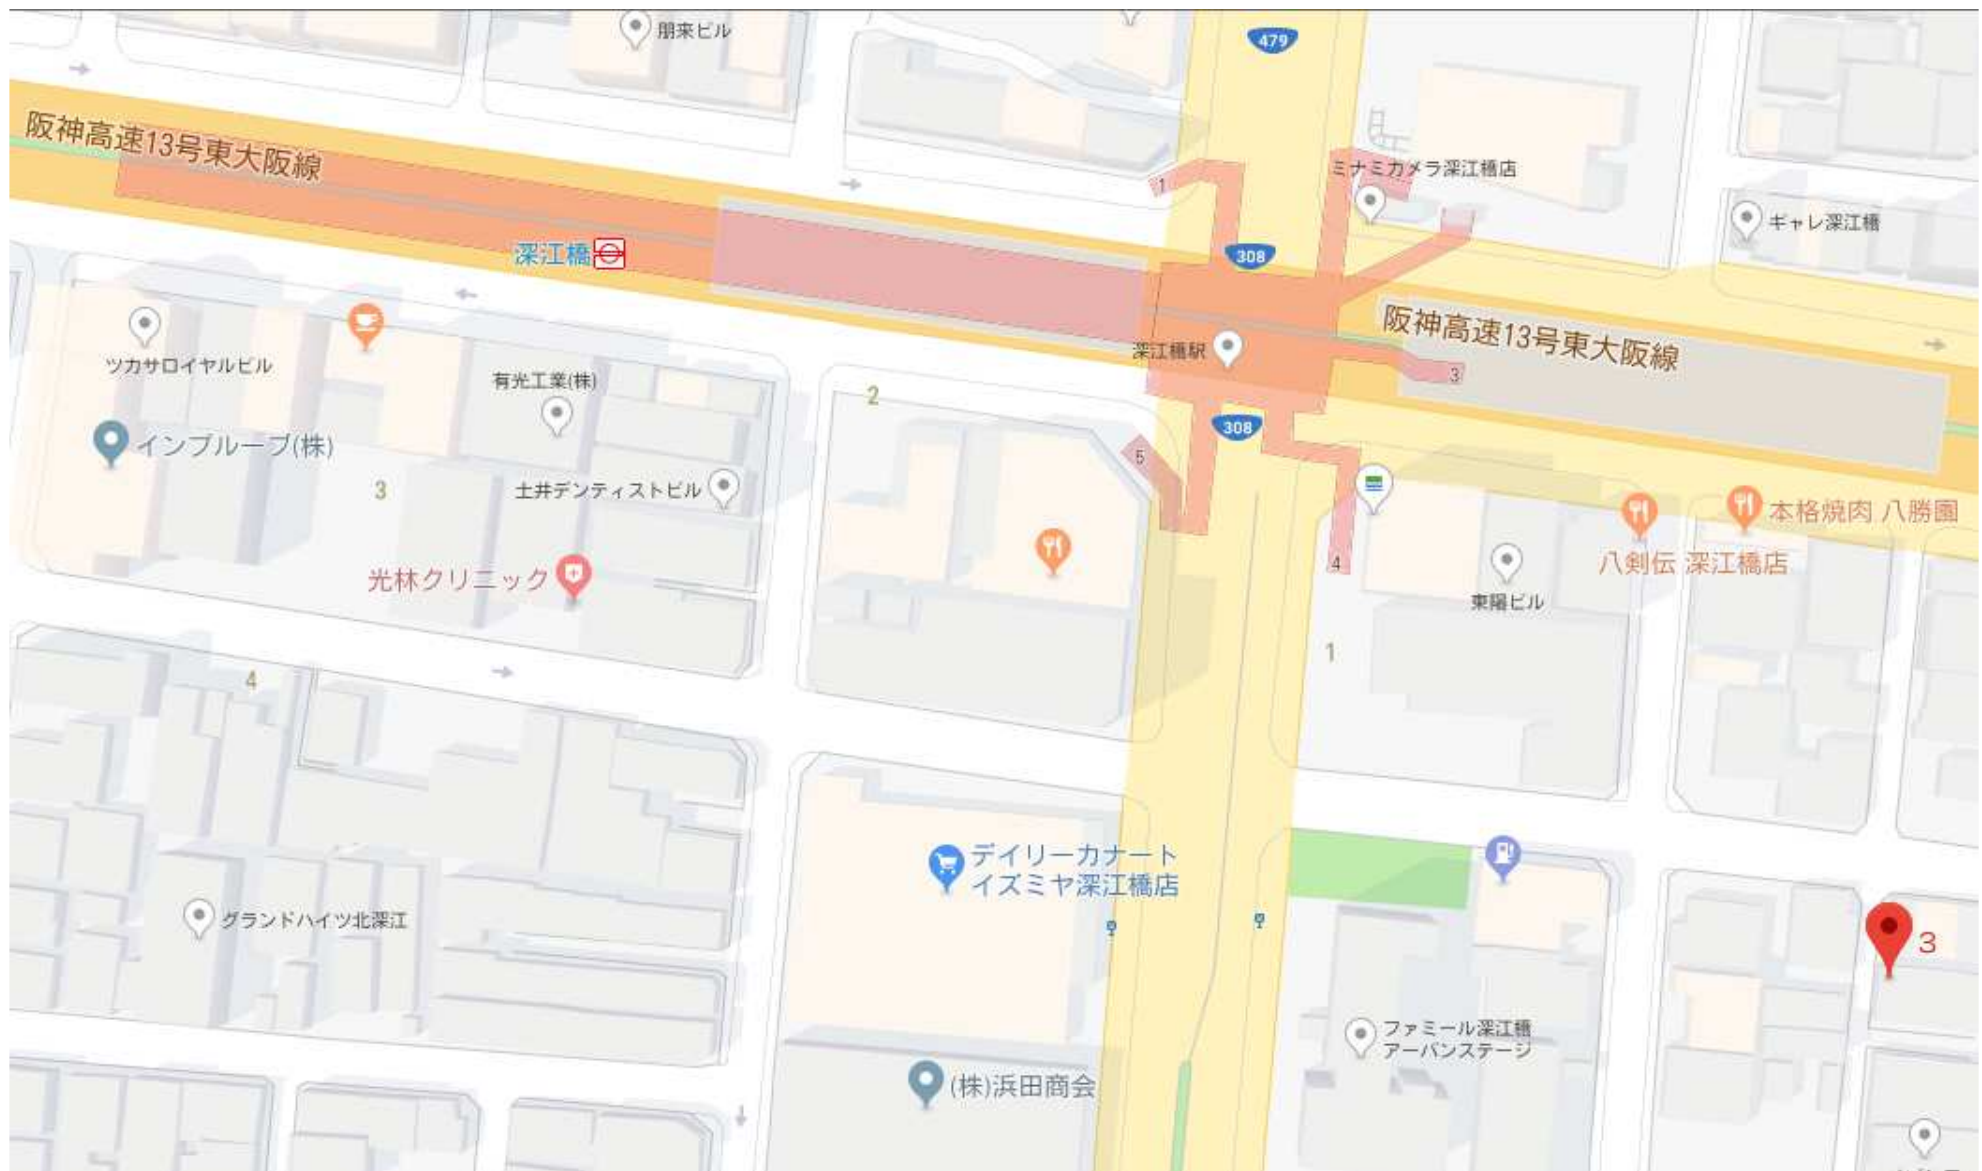 朋来ビル
479
阪神高速13号東大阪線
1
ミナミカメラ深江橋店
ギャレ深江橋
深江橋
308
阪神高速13号東大阪線
ツカサロイヤルビル
深江橋駅
3
有光工業(株)
2
308
インブルーブ(株)
5
3
土井デンティストビル
本格焼肉 八勝園
八剣伝 深江橋店
4
光林クリニック
東陽ビル
1
4
デイリーカナート
イズミヤ深江橋店
グランドハイツ北深江
3
ファミール深江橋
アーバンステージ
(株)浜田商会